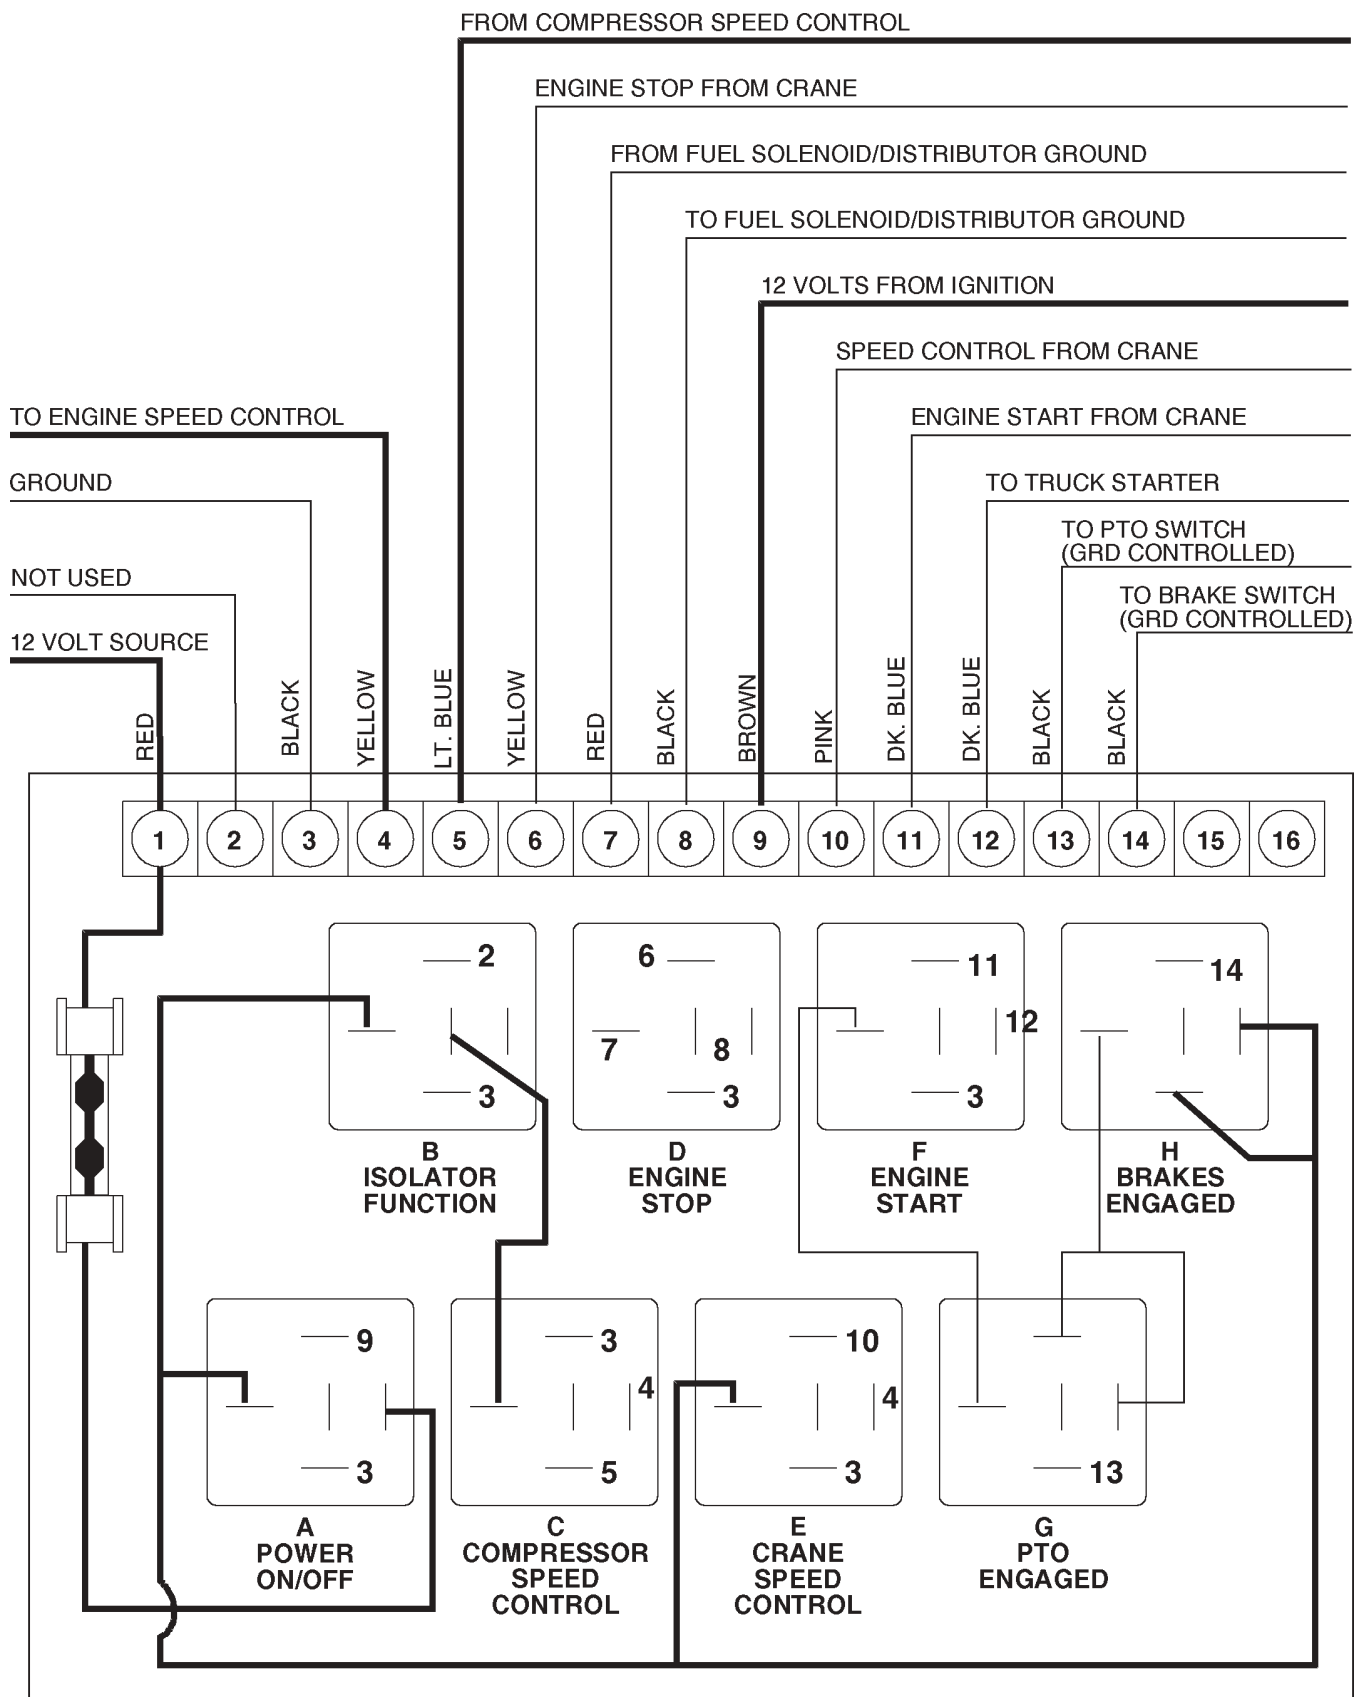 FROM COMPRESSOR SPEED CONTROL
ENGINE STOP FROM CRANE
FROM FUEL SOLENOID/DISTRIBUTOR GROUND
TO FUEL SOLENOID/DISTRIBUTOR GROUND
12 VOLTS FROM IGNITION
SPEED CONTROL FROM CRANE
TO ENGINE SPEED CONTROL
ENGINE START FROM CRANE
GROUND
TO TRUCK STARTER
TO PTO SWITCH
(GRD CONTROLLED)
NOT USED
TO BRAKE SWITCH
(GRD CONTROLLED)
12 VOLT SOURCE
RED
BLACK
YELLOW
LT. BLUE
YELLOW
RED
BLACK
BROWN
PINK
DK. BLUE
DK. BLUE
BLACK
BLACK
1 2 3 4 5 6 7 8 9 10 11 12 13 14 15 16
2
3
B
ISOLATOR
FUNCTION
6
7
8
3
D
ENGINE
STOP
11
12
3
F
ENGINE
START
14
H
BRAKES
ENGAGED
9
3
A
POWER
ON/OFF
3
4
5
C
COMPRESSOR
SPEED
CONTROL
10
4
3
E
CRANE
SPEED
CONTROL
13
G
PTO
ENGAGED